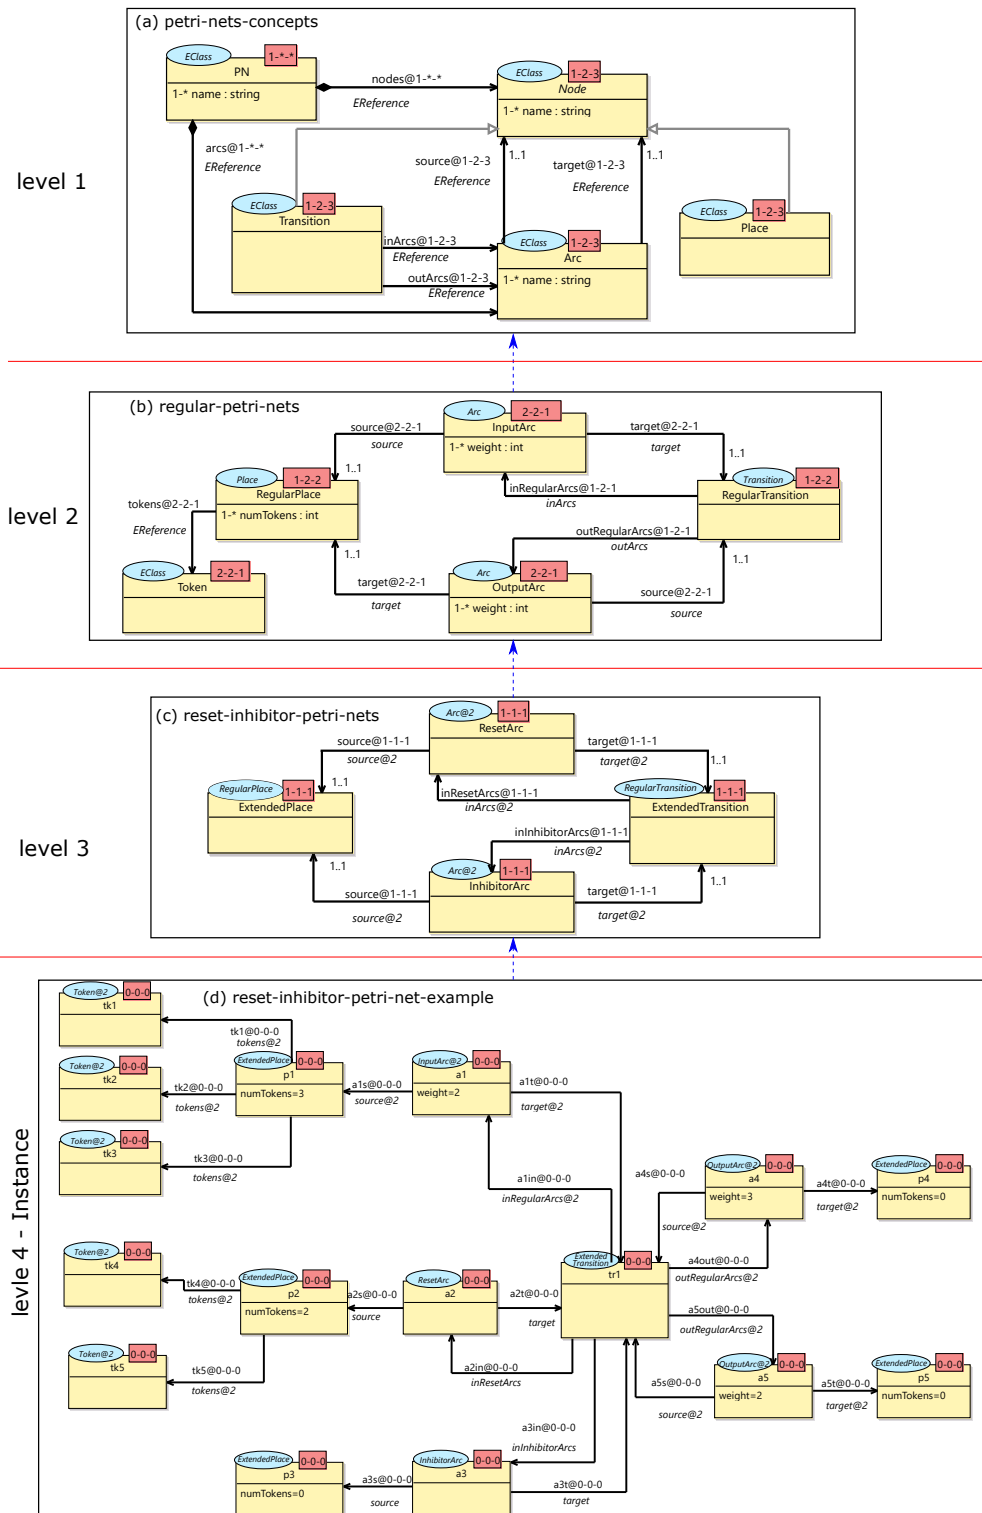 (a) petri-nets-concepts
level 1
EClass
1-*-*
PN
1-* name : string
nodes@1-*-*
EReference
EClass
1-2-3
Node
1-* name : string
arcs@1-*-*
EReference
source@1-2-3
EReference
1..1
target@1-2-3
EReference
1..1
EClass
1-2-3
Transition
inArcs@1-2-3
EReference
outArcs@1-2-3
EReference
EClass
1-2-3
Arc
1-* name : string
EClass
1-2-3
Place
(b) regular-petri-nets
level 2
Arc
2-2-1
InputArc
1-* weight : int
source@2-2-1
source
1..1
target@2-2-1
target
1..1
Place
1-2-2
RegularPlace
1-* numTokens : int
inRegularArcs@1-2-1
inArcs
Transition
1-2-2
RegularTransition
tokens@2-2-1
EReference
outRegularArcs@1-2-1
outArcs
1..1
1..1
EClass
2-2-1
Token
target@2-2-1
target
Arc
2-2-1
OutputArc
1-* weight : int
source@2-2-1
source
(c) reset-inhibitor-petri-nets
level 3
Arc@2
1-1-1
ResetArc
source@1-1-1
source@2
1..1
target@1-1-1
target@2
1..1
RegularPlace
1-1-1
ExtendedPlace
inResetArcs@1-1-1
inArcs@2
RegularTransition
1-1-1
ExtendedTransition
inInhibitorArcs@1-1-1
inArcs@2
1..1
1..1
source@1-1-1
source@2
Arc@2
1-1-1
InhibitorArc
target@1-1-1
target@2
(d) reset-inhibitor-petri-net-example
levle 4 - Instance
Token@2
0-0-0
tk1
tk1@0-0-0
tokens@2
Token@2
0-0-0
tk2
tk2@0-0-0
tokens@2
ExtendedPlace
0-0-0
p1
numTokens=3
a1s@0-0-0
source@2
InputArc@2
0-0-0
a1
weight=2
a1t@0-0-0
target@2
Token@2
0-0-0
tk3
tk3@0-0-0
tokens@2
a1in@0-0-0
inRegularArcs@2
a4s@0-0-0
source@2
OutputArc@2
0-0-0
a4
weight=3
a4t@0-0-0
target@2
ExtendedPlace
0-0-0
p4
numTokens=0
Token@2
0-0-0
tk4
tk4@0-0-0
tokens@2
ExtendedPlace
0-0-0
p2
numTokens=2
a2s@0-0-0
source
ResetArc
0-0-0
a2
a2t@0-0-0
target
Extended
Transition
0-0-0
tr1
a4out@0-0-0
outRegularArcs@2
a5out@0-0-0
outRegularArcs@2
Token@2
0-0-0
tk5
tk5@0-0-0
tokens@2
a2in@0-0-0
inResetArcs
a5s@0-0-0
source@2
OutputArc@2
0-0-0
a5
weight=2
a5t@0-0-0
target@2
ExtendedPlace
0-0-0
p5
numTokens=0
a3in@0-0-0
inInhibitorArcs
ExtendedPlace
0-0-0
p3
numTokens=0
a3s@0-0-0
source
InhibitorArc
0-0-0
a3
a3t@0-0-0
target